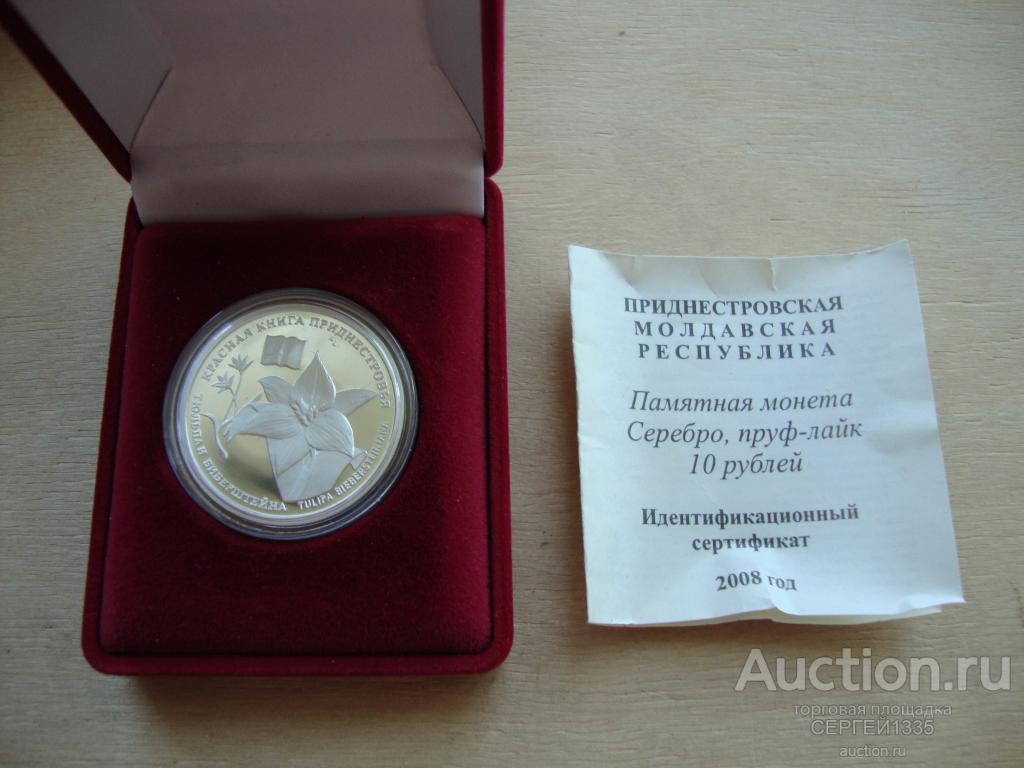 КРАСНАЯ КНИГА ПРИДНЕСТРОВЬЯ
ТЮЛЬПАН БИБЕРШТЕЙНА
TULIPA BIEBERSTEINIANA
ПРИДНЕСТРОВСКАЯ
МОЛДАВСКАЯ
РЕСПУБЛИКА
Памятная монета
Серебро, пруф-лайк
10 рублей
Идентификационный
сертификат
2008 год
Auction.ru
торговая площадка
СЕРГЕЙ1335
auction.ru